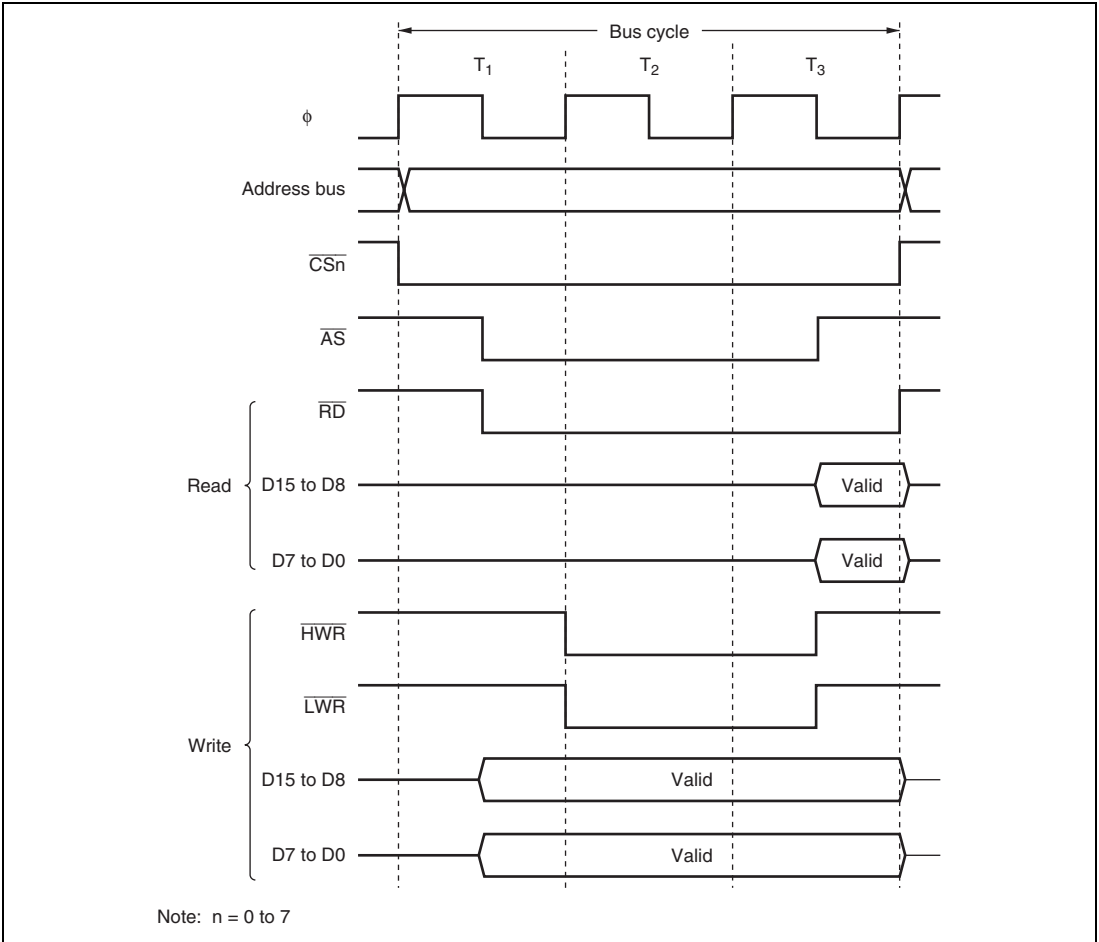 Bus cycle
T1 T2 T3
φ
Address bus
CSn
AS
RD
Read
D15 to D8 Valid
D7 to D0 Valid
HWR
LWR
Write
D15 to D8 Valid
D7 to D0 Valid
Note: n = 0 to 7